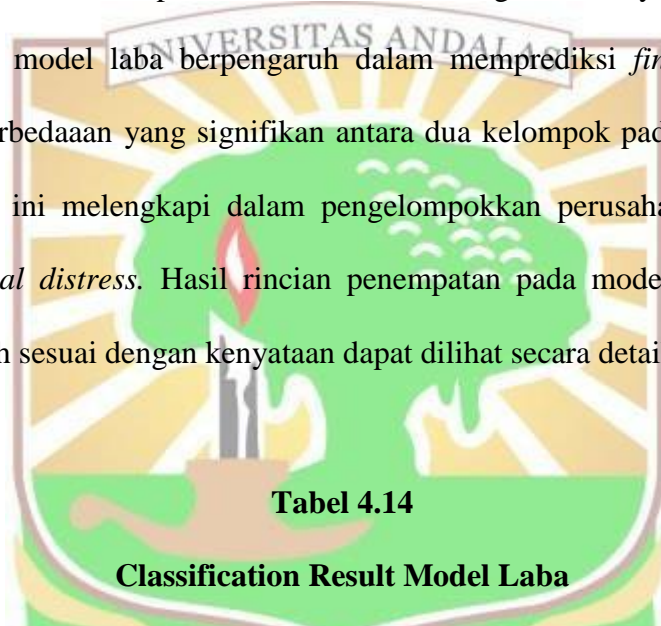 UNIVERSITAS ANDALAS
model laba berpengaruh dalam memprediksi
rbedaaan yang signifikan antara dua kelompok pad
ini melengkapi dalam pengelompokkan perusaha
al distress. Hasil rincian penempatan pada mode
sesuai dengan kenyataan dapat dilihat secara detai
Tabel 4.14
Classification Result Model Laba